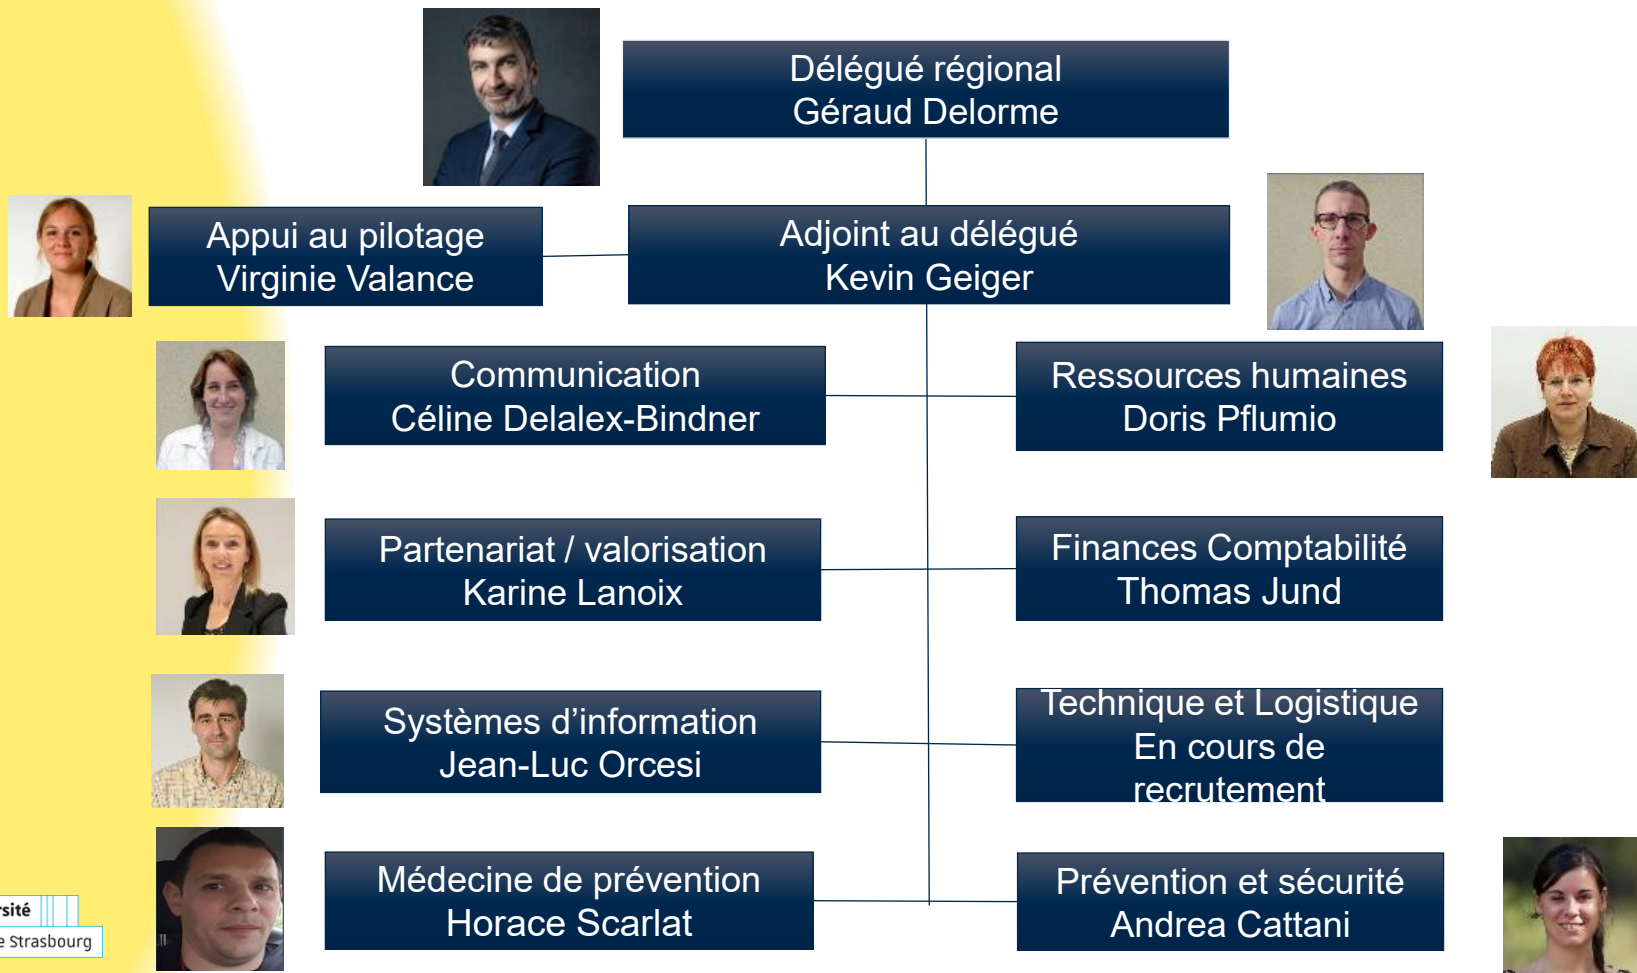 Délégué régional
Géraud Delorme
Appui au pilotage
Virginie Valance
Adjoint au délégué
Kevin Geiger
Communication
Céline Delalex-Bindner
Ressources humaines
Doris Pflumio
Partenariat / valorisation
Karine Lanoix
Finances Comptabilité
Thomas Jund
Systèmes d’information
Jean-Luc Orcesi
Technique et Logistique
En cours de
recrutement
Médecine de prévention
Horace Scarlat
Prévention et sécurité
Andrea Cattani
rsité
e Strasbourg